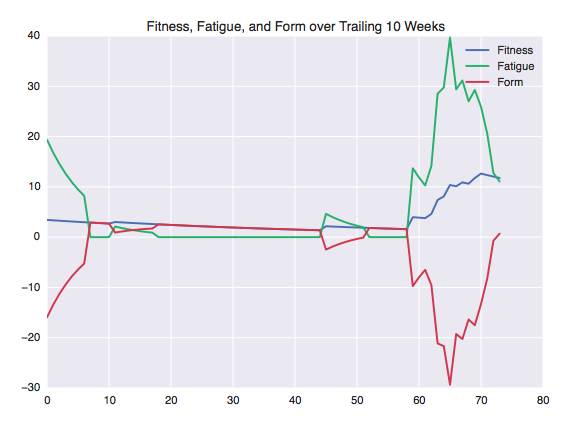 Fitness, Fatigue, and Form over Trailing 10 Weeks
40
30
20
10
0
−10
−20
−30
Fitness
Fatigue
Form
0 10 20 30 40 50 60 70 80